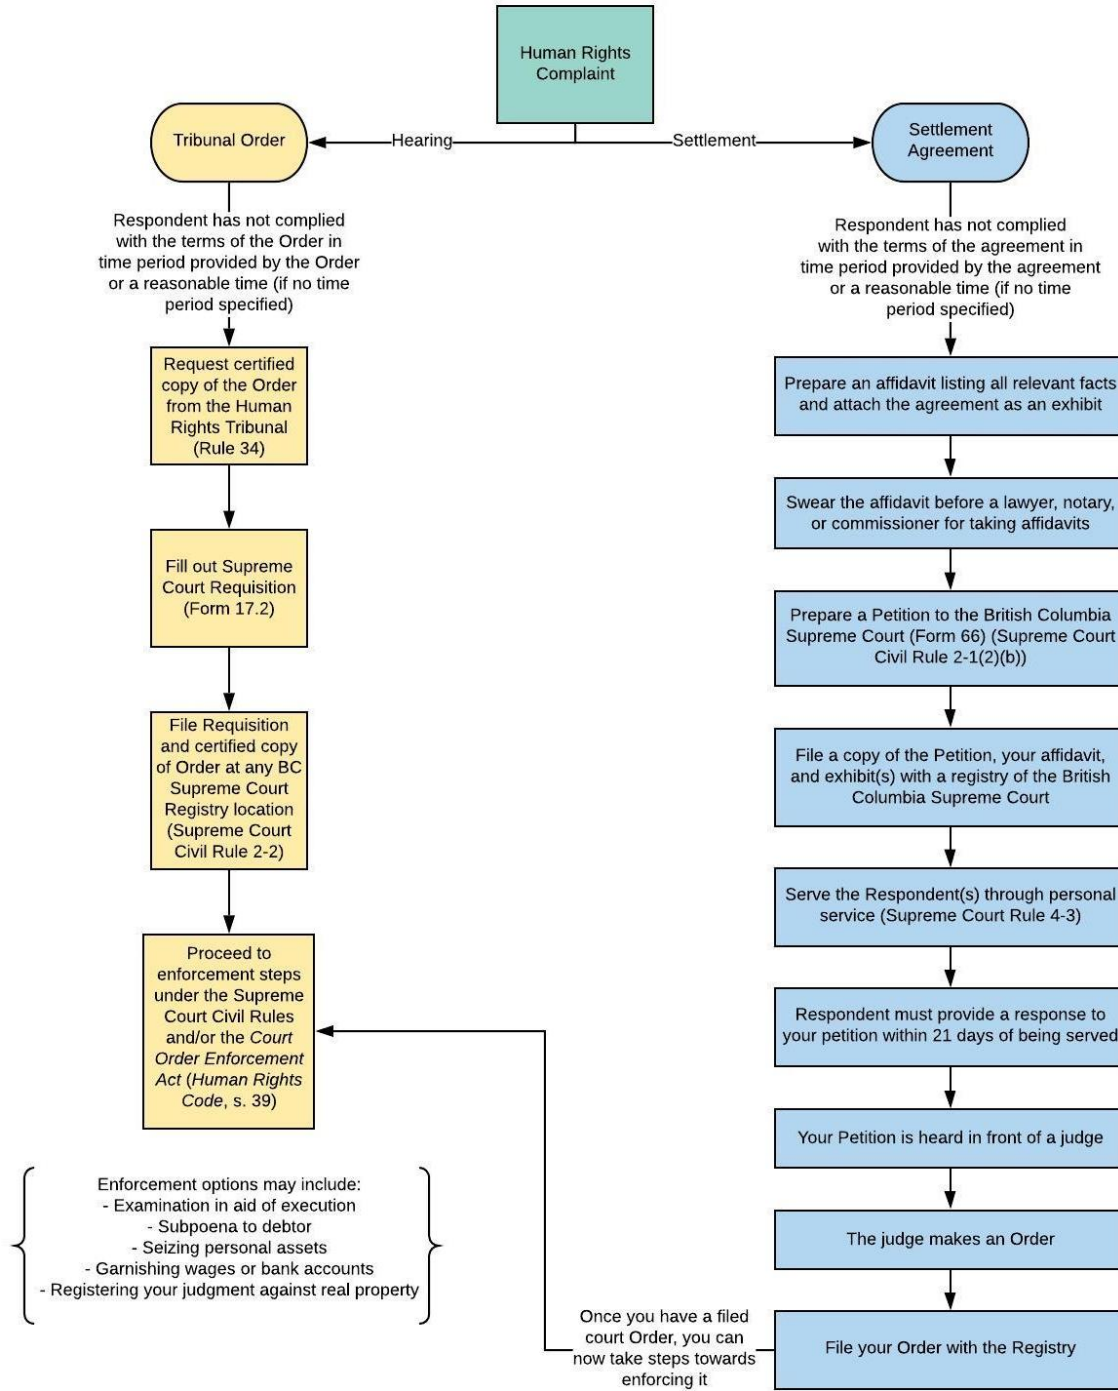 Human Rights
Complaint
Tribunal Order
Hearing
Settlement
Settlement
Agreement
Respondent has not complied
with the terms of the Order in
time period provided by the Order
or a reasonable time (if no time
period specified)
Request certified
copy of the Order
from the Human
Rights Tribunal
(Rule 34)
Fill out Supreme
Court Requisition
(Form 17.2)
File Requisition
and certified copy
of Order at any BC
Supreme Court
Registry location
(Supreme Court
Civil Rule 2-2)
Proceed to
enforcement steps
under the Supreme
Court Civil Rules
and/or the Court
Order Enforcement
Act (Human Rights
Code, s. 39)
Enforcement options may include:
- Examination in aid of execution
- Subpoena to debtor
- Seizing personal assets
- Garnishing wages or bank accounts
- Registering your judgment against real property
Respondent has not complied
with the terms of the agreement in
time period provided by the agreement
or a reasonable time (if no time
period specified)
Prepare an affidavit listing all relevant facts
and attach the agreement as an exhibit
Swear the affidavit before a lawyer, notary,
or commissioner for taking affidavits
Prepare a Petition to the British Columbia
Supreme Court (Form 66) (Supreme Court
Civil Rule 2-1(2)(b))
File a copy of the Petition, your affidavit,
and exhibit(s) with a registry of the British
Columbia Supreme Court
Serve the Respondent(s) through personal
service (Supreme Court Rule 4-3)
Respondent must provide a response to
your petition within 21 days of being served
Your Petition is heard in front of a judge
The judge makes an Order
File your Order with the Registry
Once you have a filed
court Order, you can
now take steps towards
enforcing it